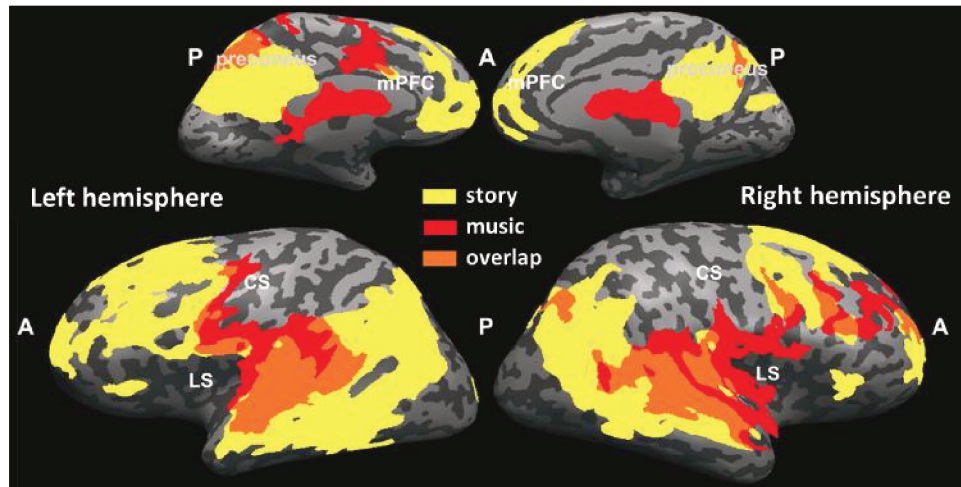 P
precuneus
mPFC
A
mPFC
precuneus
P
Left hemisphere
story
music
overlap
Right hemisphere
A
CS
LS
P
CS
LS
A